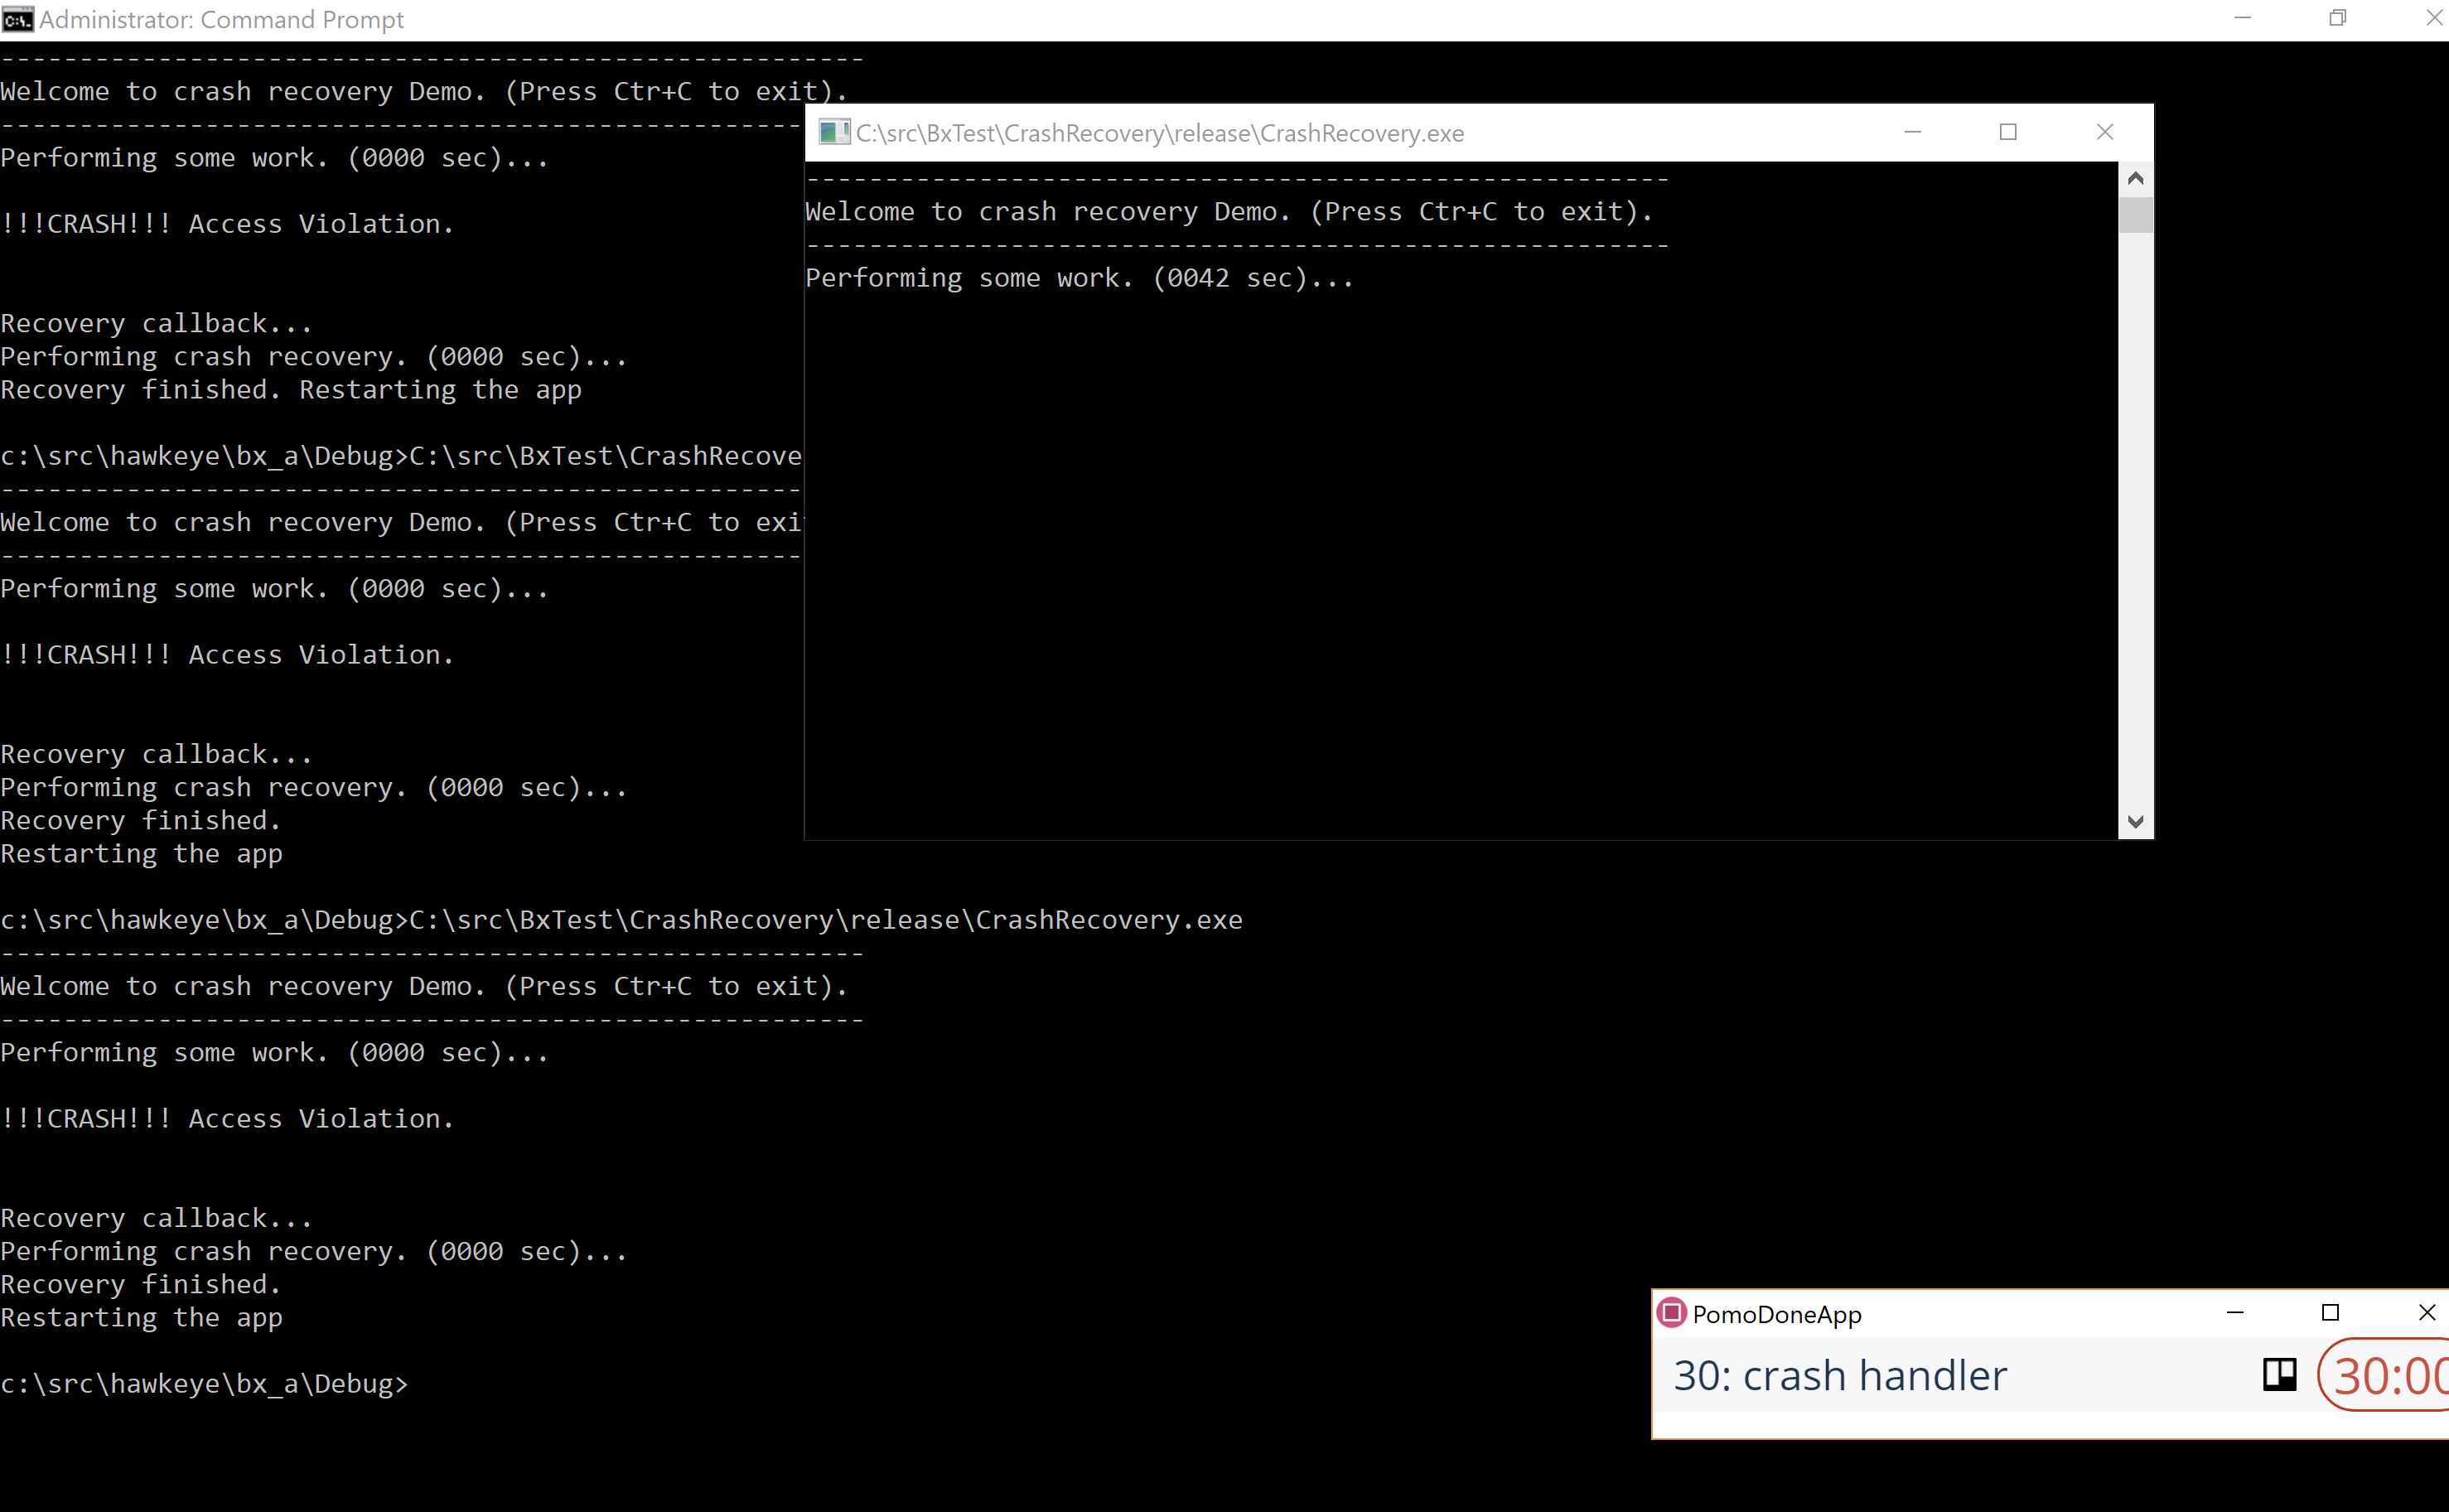 Administrator: Command Prompt
------------------------------------------------------
Welcome to crash recovery Demo. (Press Ctr+C to exit).
---------------------------------------------------
Performing some work. (0000 sec)...
!!!CRASH!!! Access Violation.
Recovery callback...
Performing crash recovery. (0000 sec)...
Recovery finished. Restarting the app
c:\src\hawkeye\bx_a\Debug>C:\src\BxTest\CrashRecove
---------------------------------------------------
Welcome to crash recovery Demo. (Press Ctr+C to exi
---------------------------------------------------
Performing some work. (0000 sec)...
!!!CRASH!!! Access Violation.
Recovery callback...
Performing crash recovery. (0000 sec)...
Recovery finished.
Restarting the app
c:\src\hawkeye\bx_a\Debug>C:\src\BxTest\CrashRecovery\release\CrashRecovery.exe
-------------------------------------------------------
Welcome to crash recovery Demo. (Press Ctr+C to exit).
-------------------------------------------------------
Performing some work. (0000 sec)...
!!!CRASH!!! Access Violation.
Recovery callback...
Performing crash recovery. (0000 sec)...
Recovery finished.
Restarting the app
c:\src\hawkeye\bx_a\Debug>
C:\src\BxTest\CrashRecovery\release\CrashRecovery.exe
-------------------------------------------------------
Welcome to crash recovery Demo. (Press Ctr+C to exit).
-------------------------------------------------------
Performing some work. (0042 sec)...
PomoDoneApp
30: crash handler
30:00